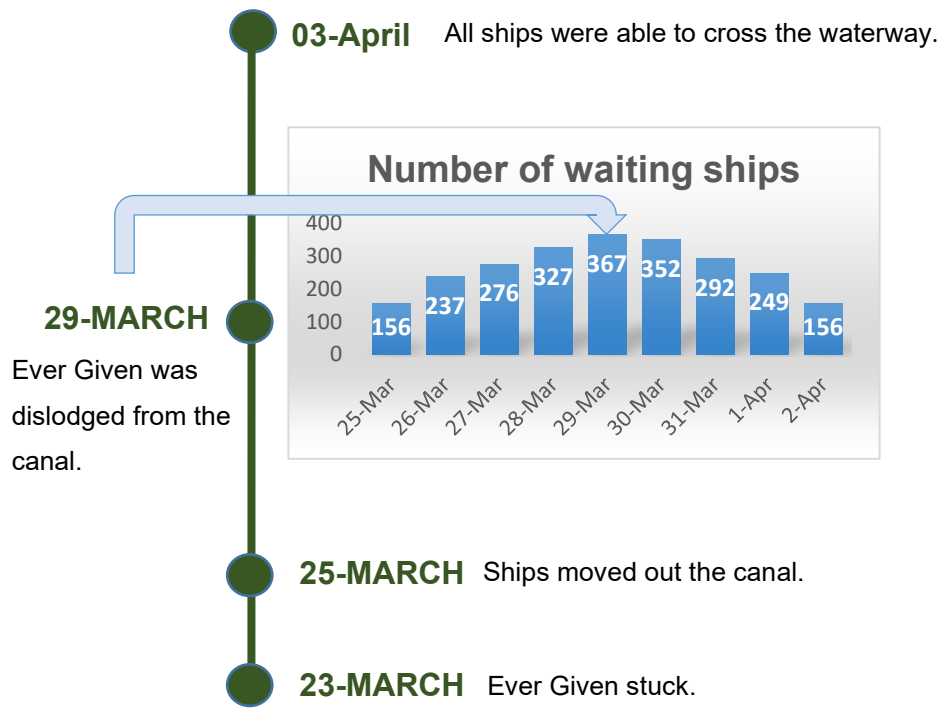 03-April All ships were able to cross the waterway.
Number of waiting ships
400
300
200
100
0
156 237 276 327 367 352 292 249 156
25-Mar 26-Mar 27-Mar 28-Mar 29-Mar 30-Mar 31-Mar 1-Apr 2-Apr
29-MARCH
Ever Given was
dislodged from the
canal.
25-MARCH Ships moved out the canal.
23-MARCH Ever Given stuck.